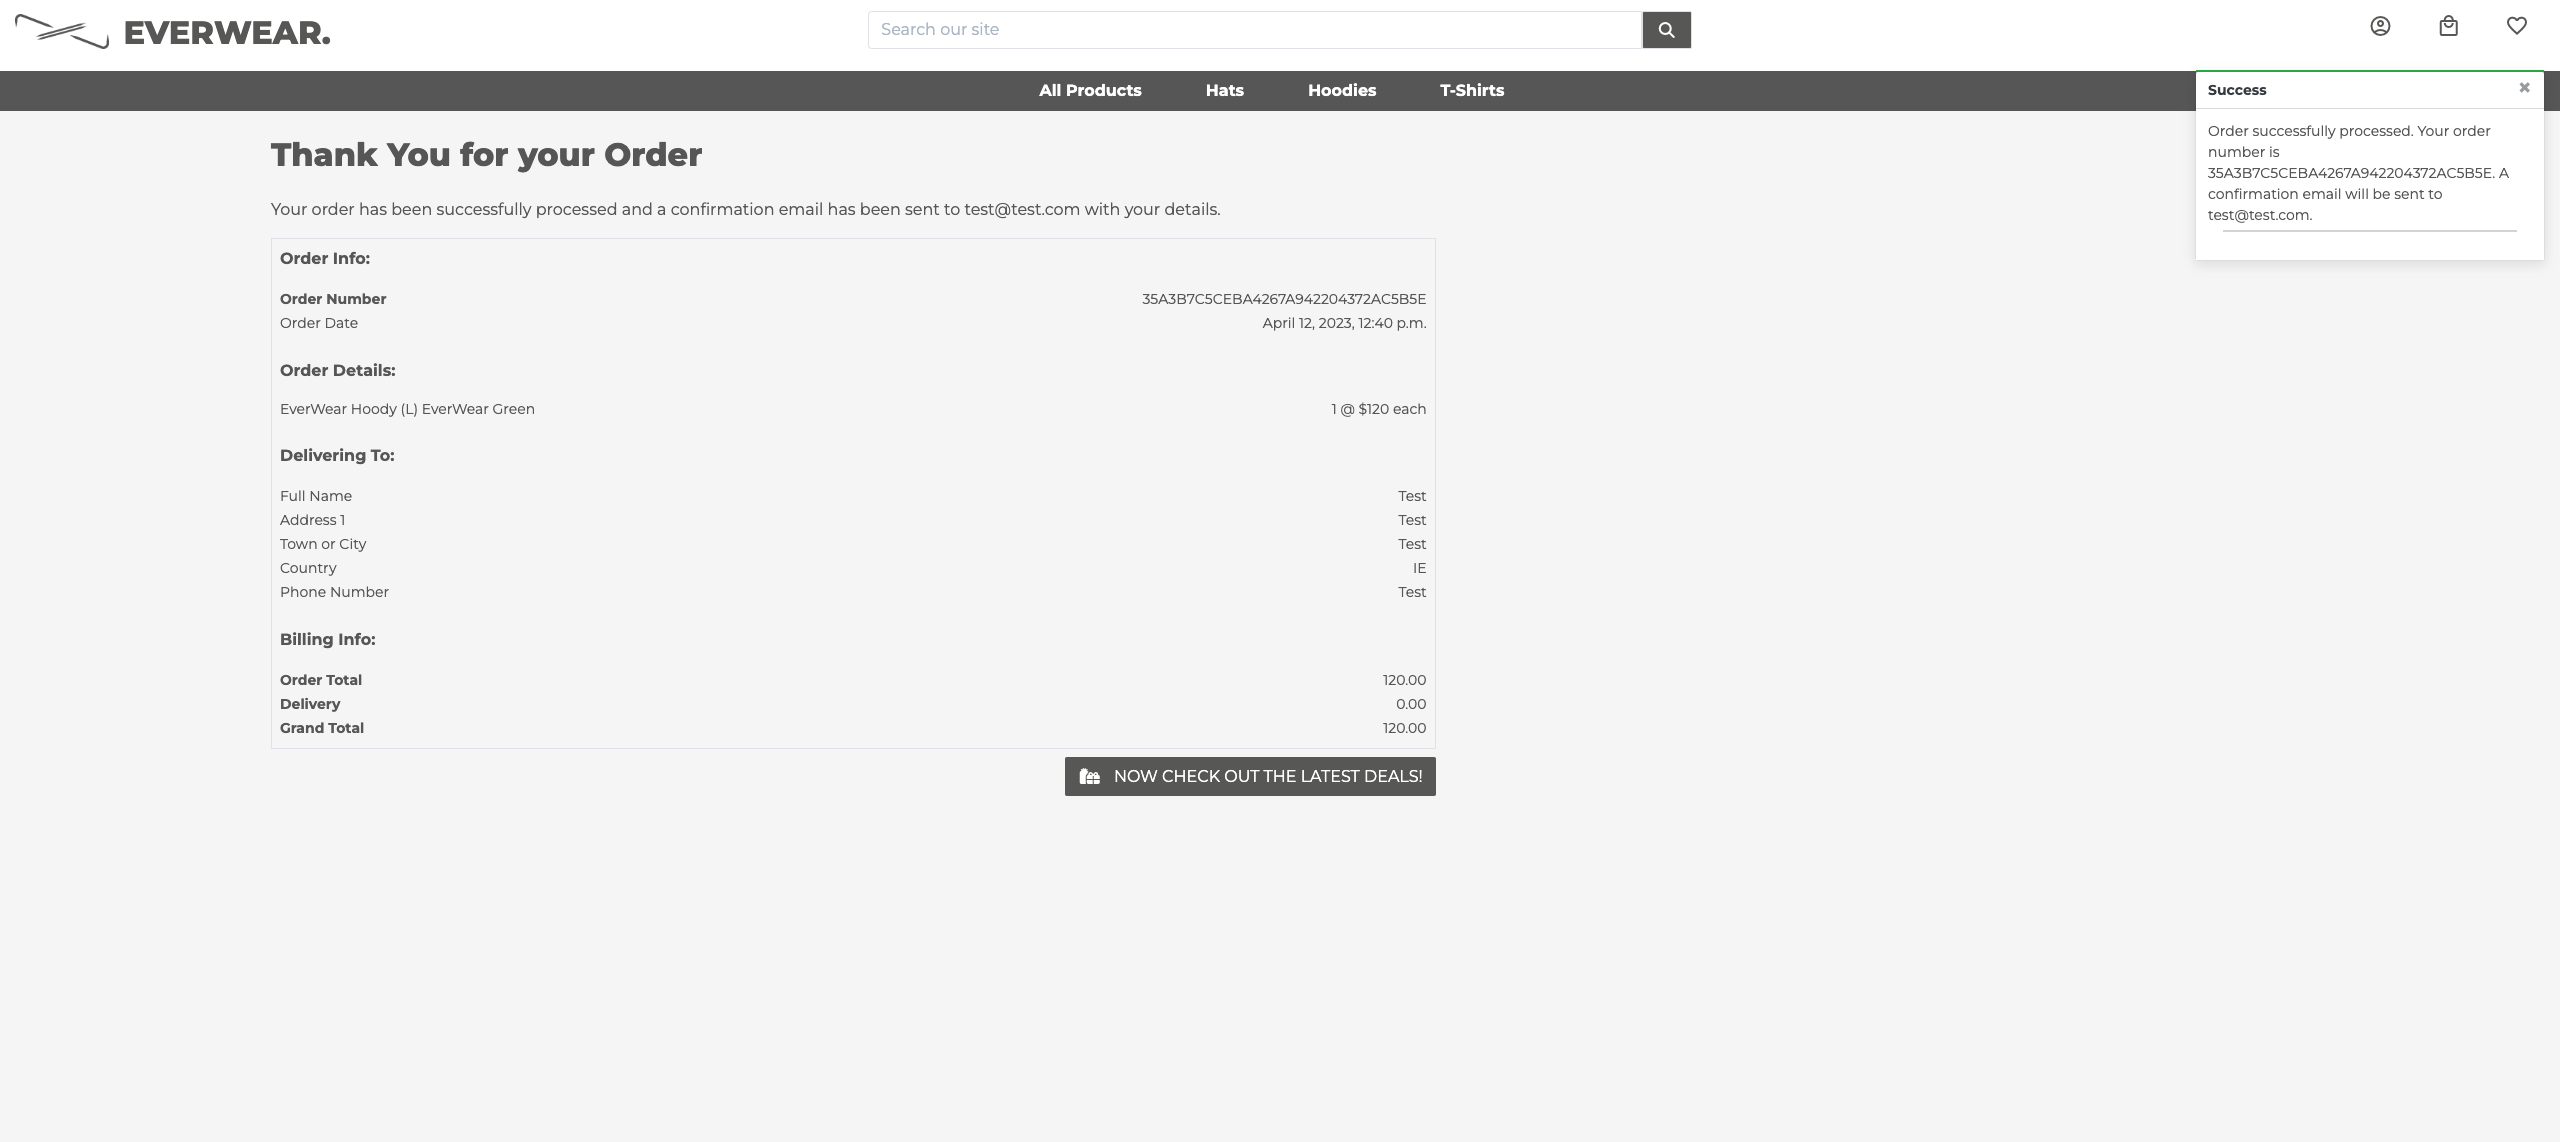 EVERWEAR.
Search our site
All Products Hats Hoodies T-Shirts
Success ✖
Order successfully processed. Your order
number is
35A3B7C5CEBA4267A942204372AC5B5E. A
confirmation email will be sent to
test@test.com.
Thank You for your Order
Your order has been successfully processed and a confirmation email has been sent to test@test.com with your details.
Order Info:
Order Number 35A3B7C5CEBA4267A942204372AC5B5E
Order Date April 12, 2023, 12:40 p.m.
Order Details:
EverWear Hoody (L) EverWear Green 1 @ $120 each
Delivering To:
Full Name Test
Address 1 Test
Town or City Test
Country IE
Phone Number Test
Billing Info:
Order Total 120.00
Delivery 0.00
Grand Total 120.00
NOW CHECK OUT THE LATEST DEALS!